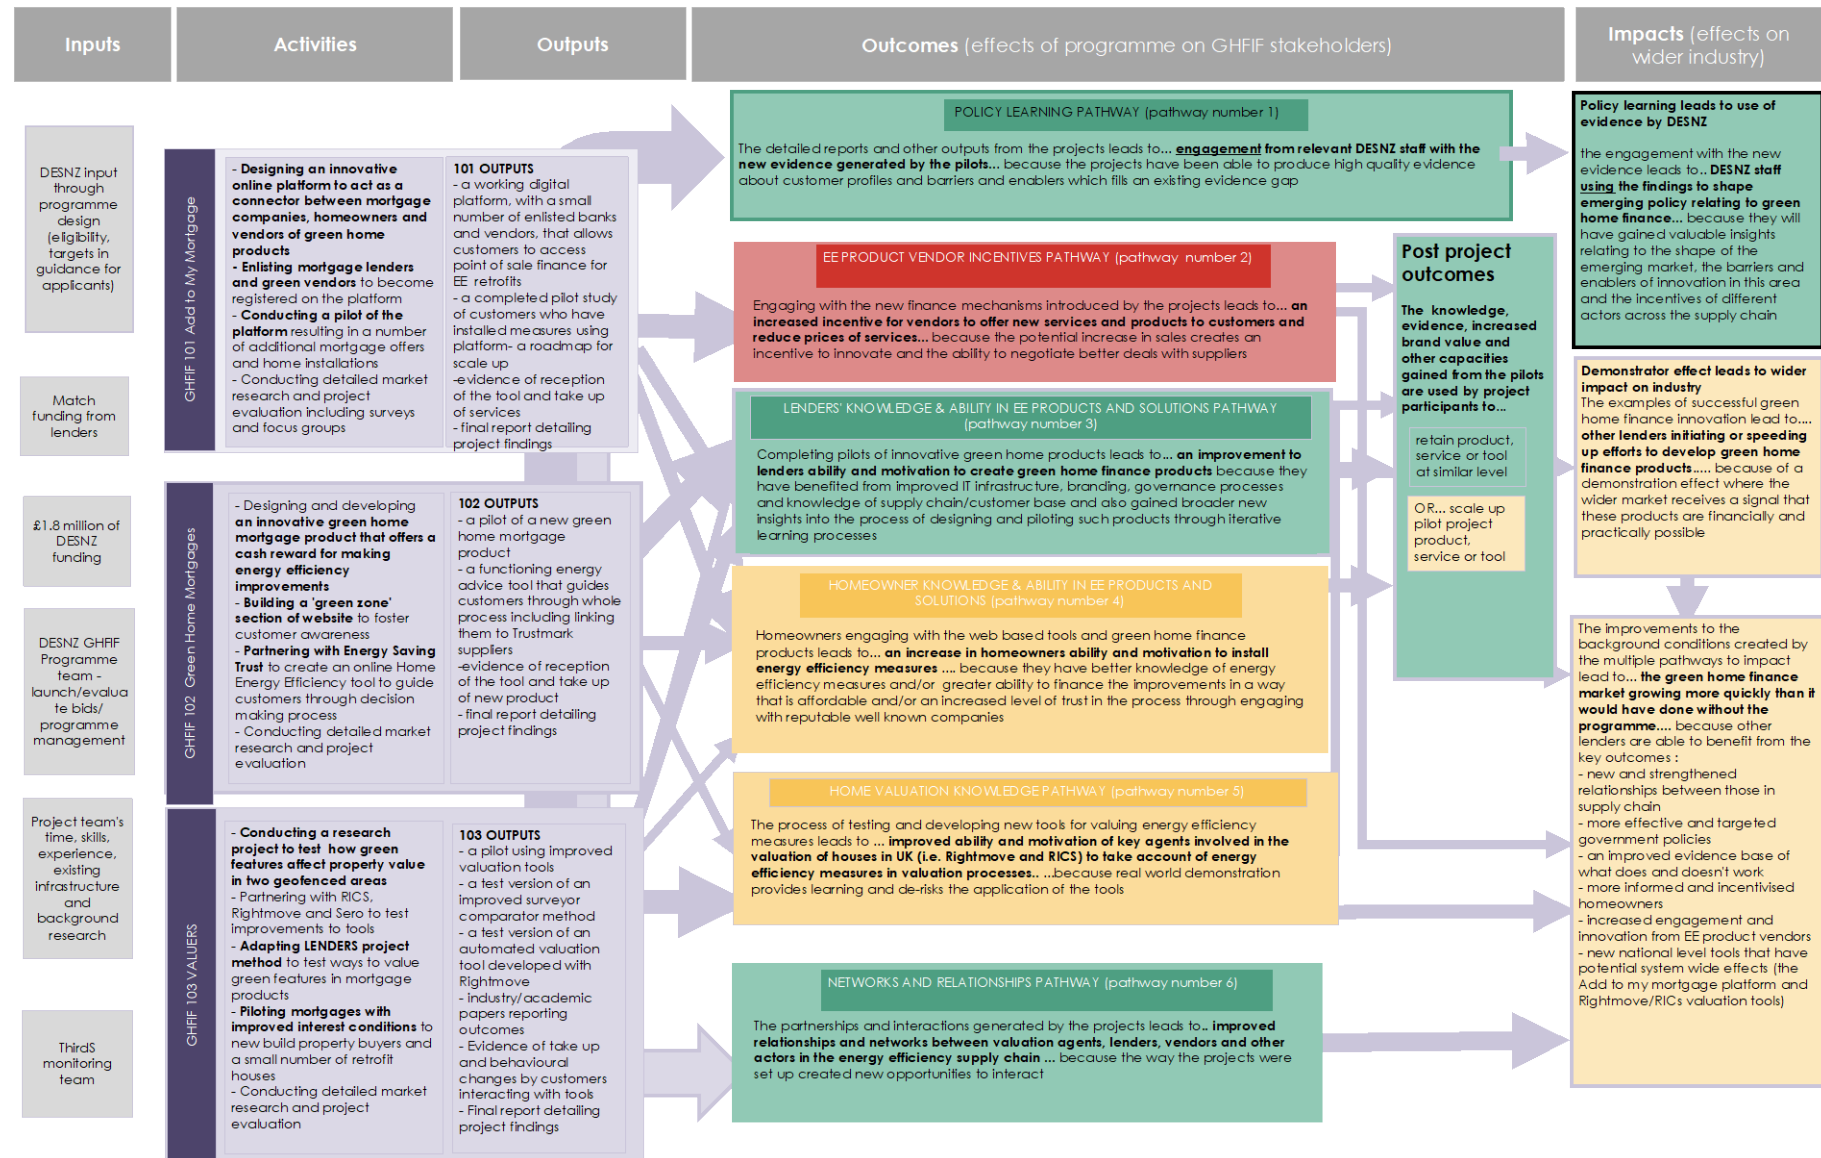 Inputs
Activities
Outputs
Outcomes (effects of programme on GHFIF stakeholders)
Impacts (effects on
wider industry)
DESNZ input
through
programme
design
(eligibility,
targets in
guidance for
applicants)
Match
funding from
lenders
£1.8 million of
DESNZ
funding
DESNZ GHFIF
Programme
team -
launch/evalua
te bids/
programme
management
Project team's
time, skills,
experience,
existing
infrastructure
and
background
research
ThirdS
monitoring
team
GHFIF 101 Add to My Mortgage
- Designing an innovative
online platform to act as a
connector between mortgage
companies, homeowners and
vendors of green home
products
- Enlisting mortgage lenders
and green vendors to become
registered on the platform
- Conducting a pilot of the
platform resulting in a number
of additional mortgage offers
and home installations
- Conducting detailed market
research and project
evaluation including surveys
and focus groups
101 OUTPUTS
- a working digital
platform, with a small
number of enlisted banks
and vendors, that allows
customers to access
point of sale finance for
EE retrofits
- a completed pilot study
of customers who have
installed measures using
platform- a roadmap for
scale up
-evidence of reception
of the tool and take up
of services
- final report detailing
project findings
GHFIF 102 Green Home Mortgages
- Designing and developing
an innovative green home
mortgage product that offers a
cash reward for making
energy efficiency
improvements
- Building a 'green zone'
section of website to foster
customer awareness
- Partnering with Energy Saving
Trust to create an online Home
Energy Efficiency tool to guide
customers through decision
making process
- Conducting detailed market
research and project
evaluation
102 OUTPUTS
- a pilot of a new green
home mortgage
product
- a functioning energy
advice tool that guides
customers through whole
process including linking
them to Trustmark
suppliers
-evidence of reception
of the tool and take up
of new product
- final report detailing
project findings
GHFIF 103 VALUERS
- Conducting a research
project to test how green
features affect property value
in two geofenced areas
- Partnering with RICS,
Rightmove and Sero to test
improvements to tools
- Adapting LENDERS project
method to test ways to value
green features in mortgage
products
- Piloting mortgages with
improved interest conditions to
new build property buyers and
a small number of retrofit
houses
- Conducting detailed market
research and project
evaluation
103 OUTPUTS
- a pilot using improved
valuation tools
- a test version of an
improved surveyor
comparator method
- a test version of an
automated valuation
tool developed with
Rightmove
- industry/academic
papers reporting
outcomes
- Evidence of take up
and behavioural
changes by customers
interacting with tools
- Final report detailing
project findings
POLICY LEARNING PATHWAY (pathway number 1)
The detailed reports and other outputs from the projects leads to... engagement from relevant DESNZ staff with the
new evidence generated by the pilots... because the projects have been able to produce high quality evidence
about customer profiles and barriers and enablers which fills an existing evidence gap
EE PRODUCT VENDOR INCENTIVES PATHWAY (pathway number 2)
Engaging with the new finance mechanisms introduced by the projects leads to... an
increased incentive for vendors to offer new services and products to customers and
reduce prices of services... because the potential increase in sales creates an
incentive to innovate and the ability to negotiate better deals with suppliers
LENDERS' KNOWLEDGE & ABILITY IN EE PRODUCTS AND SOLUTIONS PATHWAY
(pathway number 3)
Completing pilots of innovative green home products leads to... an improvement to
lenders ability and motivation to create green home finance products because they
have benefited from improved IT infrastructure, branding, governance processes
and knowledge of supply chain/customer base and also gained broader new
insights into the process of designing and piloting such products through iterative
learning processes
HOMEOWNER KNOWLEDGE & ABILITY IN EE PRODUCTS AND
SOLUTIONS (pathway number 4)
Homeowners engaging with the web based tools and green home finance
products leads to... an increase in homeowners ability and motivation to install
energy efficiency measures .... because they have better knowledge of energy
efficiency measures and/or greater ability to finance the improvements in a way
that is affordable and/or an increased level of trust in the process through engaging
with reputable well known companies
HOME VALUATION KNOWLEDGE PATHWAY (pathway number 5)
The process of testing and developing new tools for valuing energy efficiency
measures leads to ... improved ability and motivation of key agents involved in the
valuation of houses in UK (i.e. Rightmove and RICS) to take account of energy
efficiency measures in valuation processes.. ...because real world demonstration
provides learning and de-risks the application of the tools
NETWORKS AND RELATIONSHIPS PATHWAY (pathway number 6)
The partnerships and interactions generated by the projects leads to.. improved
relationships and networks between valuation agents, lenders, vendors and other
actors in the energy efficiency supply chain ... because the way the projects were
set up created new opportunities to interact
Post project
outcomes
The knowledge,
evidence, increased
brand value and
other capacities
gained from the pilots
are used by project
participants to...
retain product,
service or tool
at similar level
OR... scale up
pilot project
product,
service or tool
Policy learning leads to use of
evidence by DESNZ
the engagement with the new
evidence leads to.. DESNZ staff
using the findings to shape
emerging policy relating to green
home finance... because they will
have gained valuable insights
relating to the shape of the
emerging market, the barriers and
enablers of innovation in this area
and the incentives of different
actors across the supply chain
Demonstrator effect leads to wider
impact on industry
The examples of successful green
home finance innovation lead to....
other lenders initiating or speeding
up efforts to develop green home
finance products..... because of a
demonstration effect where the
wider market receives a signal that
these products are financially and
practically possible
The improvements to the
background conditions created by
the multiple pathways to impact
lead to... the green home finance
market growing more quickly than it
would have done without the
programme.... because other
lenders are able to benefit from the
key outcomes :
- new and strengthened
relationships between those in
supply chain
- more effective and targeted
government policies
- an improved evidence base of
what does and doesn't work
- more informed and incentivised
homeowners
- increased engagement and
innovation from EE product vendors
- new national level tools that have
potential system wide effects (the
Add to my mortgage platform and
Rightmove/RICs valuation tools)